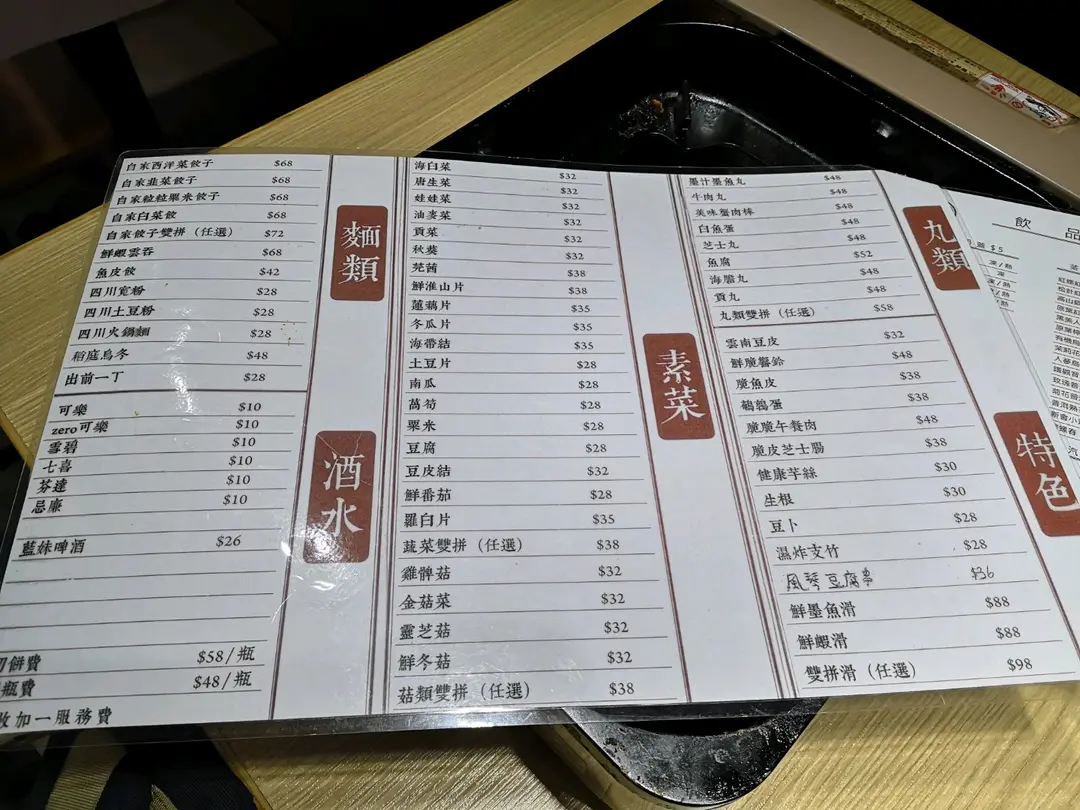 自家西洋菜餃子 $68
自家韭菜餃子 $68
自家粒粒粟米餃子 $68
自家白菜餃 $68
自家餃子雙拼（任選） $72
鮮蝦雲吞 $68
魚皮餃 $42
四川寬粉 $28
四川土豆粉 $28
四川火鍋麵 $28
稻庭烏冬 $48
出前一丁 $28
麵類
可樂 $10
zero可樂 $10
雪碧 $10
七喜 $10
芬達 $10
忌廉 $10
藍妹啤酒 $26
酒水
切餅費 $58/瓶
瓶費 $48/瓶
收加一服務費
海白菜 $32
唐生菜 $32
娃娃菜 $32
油麥菜 $32
貢菜 $32
秋葵 $32
芫茜 $38
鮮淮山片 $38
蓮藕片 $35
冬瓜片 $35
海帶結 $35
土豆片 $28
南瓜 $28
萵筍 $28
粟米 $28
豆腐 $28
豆皮結 $32
鮮番茄 $28
羅白片 $35
蔬菜雙拼（任選） $38
雞髀菇 $32
金菇菜 $32
靈芝菇 $32
鮮冬菇 $32
菇類雙拼（任選） $38
素菜
墨汁墨魚丸 $48
牛肉丸 $48
美味蟹肉棒 $48
白魚蛋 $48
芝士丸 $48
魚腐 $52
海膽丸 $48
貢丸 $48
丸類雙拼（任選） $58
丸類
雲南豆皮 $32
鮮脆響鈴 $48
脆魚皮 $38
鵪鶉蛋 $38
脆脆午餐肉 $48
脆皮芝士腸 $38
健康芋絲 $30
生根 $30
豆卜 $28
濕炸支竹 $28
風琴豆腐串 $36
鮮墨魚滑 $88
鮮蝦滑 $88
雙拼滑（任選） $98
特色
飲 品
$5
凍/熱
凍
凍/熱